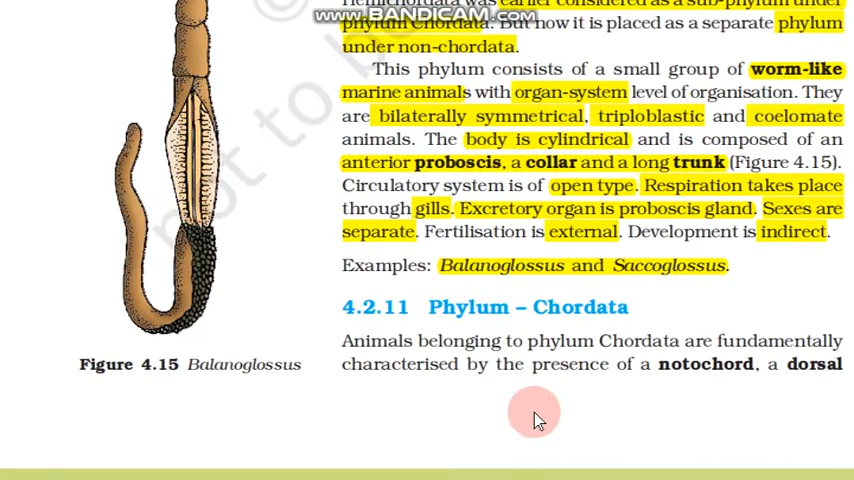 Hemichordata was earlier considered as a sub-phylum under
www.BANDICAM.com
phylum Chordata. But now it is placed as a separate phylum
under non-chordata.
This phylum consists of a small group of worm-like
marine animals with organ-system level of organisation. They
are bilaterally symmetrical, triploblastic and coelomate
animals. The body is cylindrical and is composed of an
anterior proboscis, a collar and a long trunk (Figure 4.15).
Circulatory system is of open type. Respiration takes place
through gills. Excretory organ is proboscis gland. Sexes are
separate. Fertilisation is external. Development is indirect.
Examples: Balanoglossus and Saccoglossus.
4.2.11 Phylum – Chordata
Animals belonging to phylum Chordata are fundamentally
characterised by the presence of a notochord, a dorsal
Figure 4.15 Balanoglossus
not to be